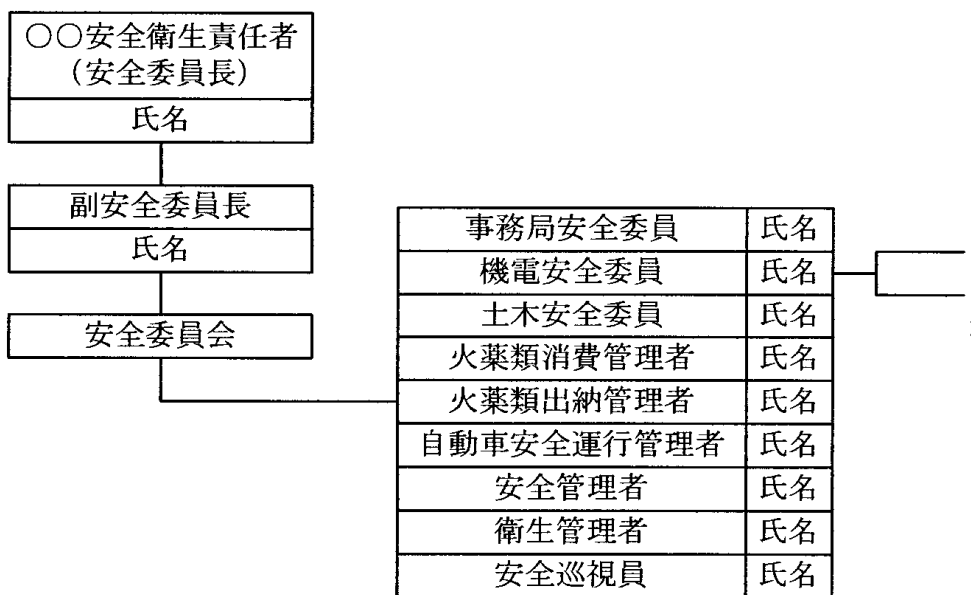 ○○安全衛生責任者
（安全委員長）
氏名
副安全委員長
氏名
安全委員会
事務局安全委員 氏名
機電安全委員 氏名
土木安全委員 氏名
火薬類消費管理者 氏名
火薬類出納管理者 氏名
自動車安全運行管理者 氏名
安全管理者 氏名
衛生管理者 氏名
安全巡視員 氏名